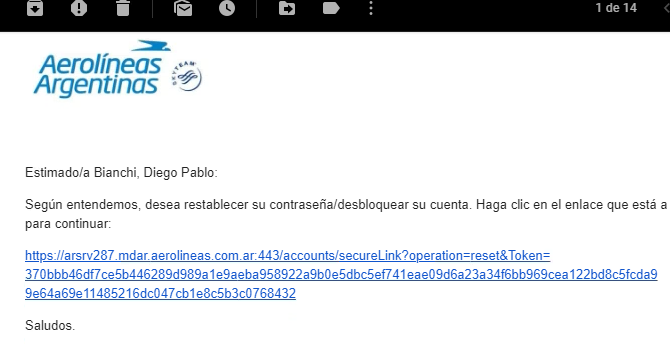 1 de 14
Aerolíneas
Argentinas
SKYTEAM
Estimado/a Bianchi, Diego Pablo:
Según entendemos, desea restablecer su contraseña/desbloquear su cuenta. Haga clic en el enlace que está a
para continuar:
https://arsrv287.mdar.aerolineas.com.ar:443/accounts/secureLink?operation=reset&Token=
370bbb46df7ce5b446289d989a1e9aeba958922a9b0e5dbc5ef741eae09d6a23a34f6bb969cea122bd8c5fcda9
9e64a69e11485216dc047cb1e8c5b3c0768432
Saludos.